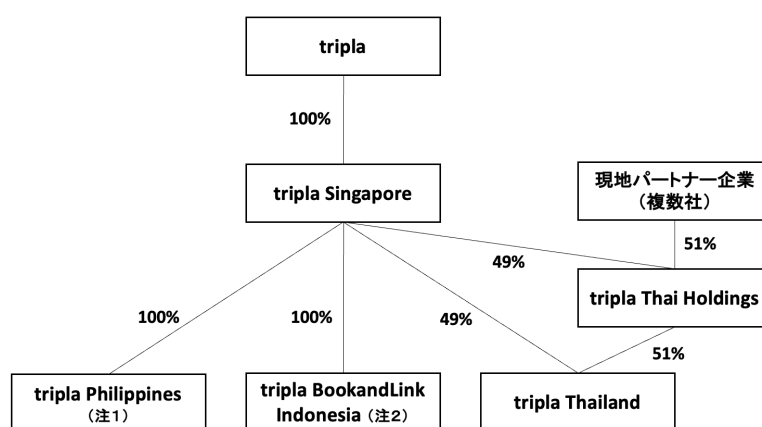 tripla
100%
tripla Singapore
現地パートナー企業
（複数社）
51%
49%
tripla Thai Holdings
100%
100%
49%
51%
tripla Philippines
（注１）
tripla BookandLink
Indonesia（注２）
tripla Thailand